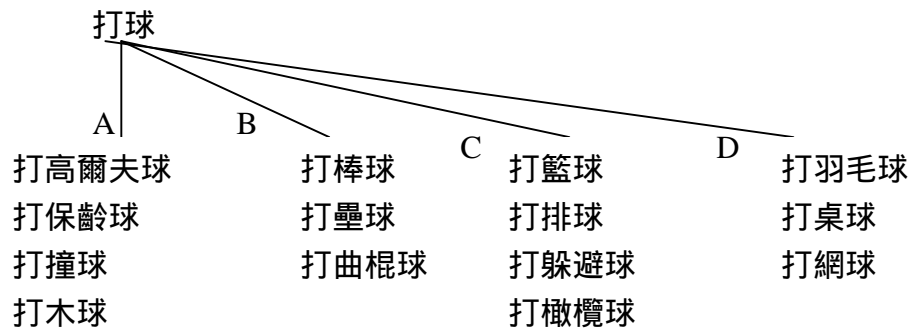 打球
A B C D
打高爾夫球 打棒球 打籃球 打羽毛球
打保齡球 打壘球 打排球 打桌球
打撞球 打曲棍球 打躲避球 打網球
打木球 打橄欖球